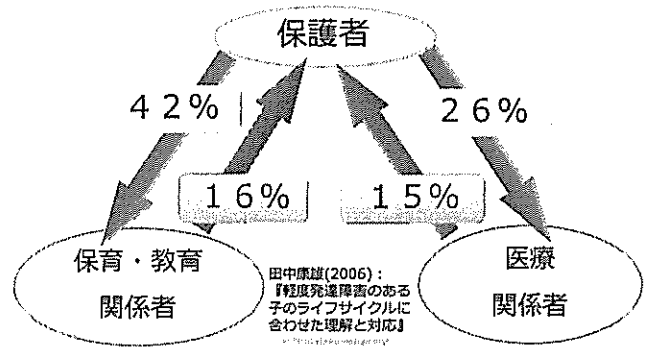 保護者
42%
26%
16%
15%
保育・教育
関係者
田中康雄(2006)：
『軽度発達障害のある
子のライフサイクルに
合わせた理解と対応』
医療
関係者